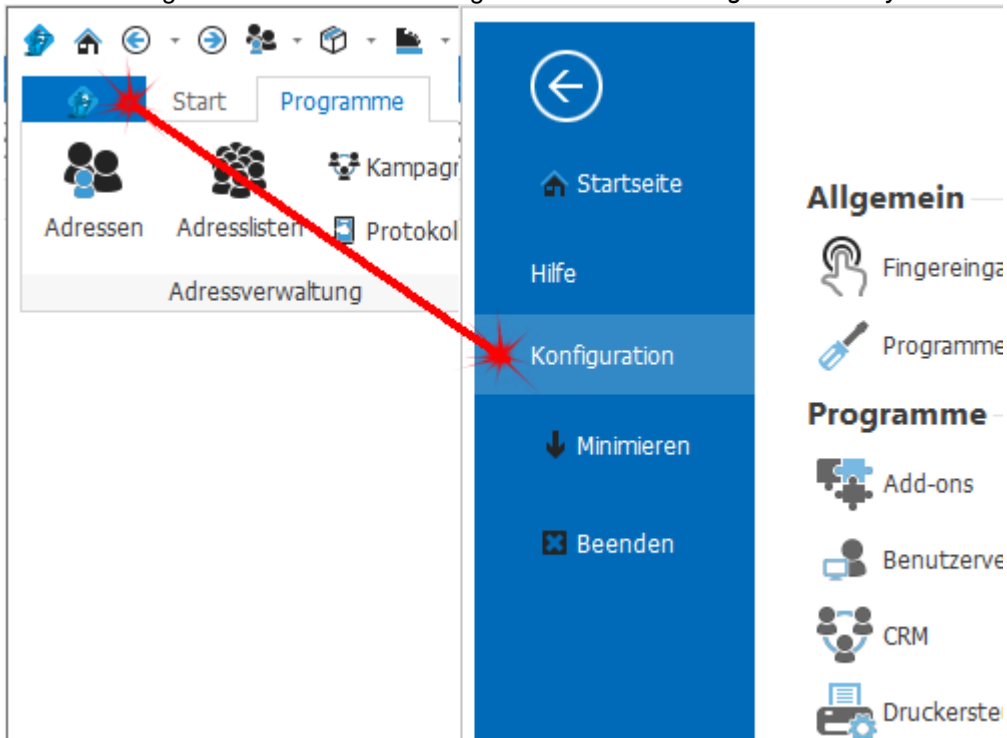 Start
Programme
Adressen
Adresslisten
Kampagn
Protokol
Adressverwaltung
Startseite
Hilfe
Konfiguration
Minimieren
Beenden
Allgemein
Fingereinga
Programme
Programme
Add-ons
Benutzerve
CRM
Druckerste